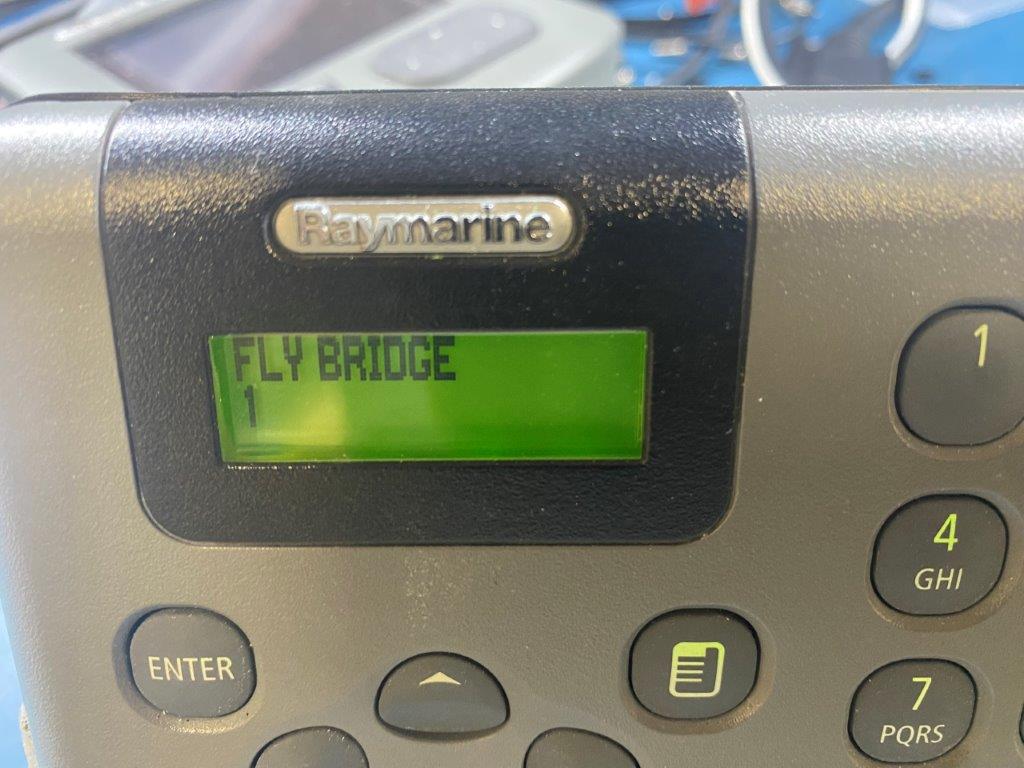 Raymarine
FLY BRIDGE
1
1
4
GHI
ENTER
7
PQRS